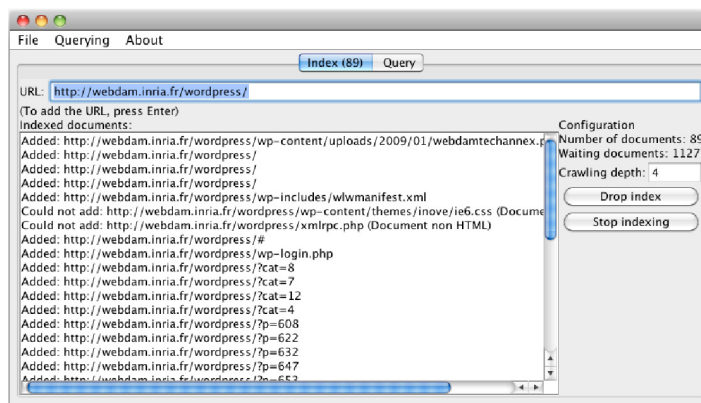 File Querying About
Index (89) Query
URL: http://webdam.inria.fr/wordpress/
(To add the URL, press Enter)
Indexed documents:
Added: http://webdam.inria.fr/wordpress/wp-content/uploads/2009/01/webdamtechannex.p
Added: http://webdam.inria.fr/wordpress/
Added: http://webdam.inria.fr/wordpress/
Added: http://webdam.inria.fr/wordpress/
Added: http://webdam.inria.fr/wordpress/wp-includes/wlwmanifest.xml
Could not add: http://webdam.inria.fr/wordpress/wp-content/themes/inove/ie6.css (Docume
Could not add: http://webdam.inria.fr/wordpress/xmlrpc.php (Document non HTML)
Added: http://webdam.inria.fr/wordpress/#
Added: http://webdam.inria.fr/wordpress/wp-login.php
Added: http://webdam.inria.fr/wordpress/?cat=8
Added: http://webdam.inria.fr/wordpress/?cat=7
Added: http://webdam.inria.fr/wordpress/?cat=12
Added: http://webdam.inria.fr/wordpress/?cat=4
Added: http://webdam.inria.fr/wordpress/?p=608
Added: http://webdam.inria.fr/wordpress/?p=622
Added: http://webdam.inria.fr/wordpress/?p=632
Added: http://webdam.inria.fr/wordpress/?p=647
Added: http://webdam.inria.fr/wordpress/?p=653
Configuration
Number of documents: 89
Waiting documents: 1127
Crawling depth: 4
Drop index
Stop indexing